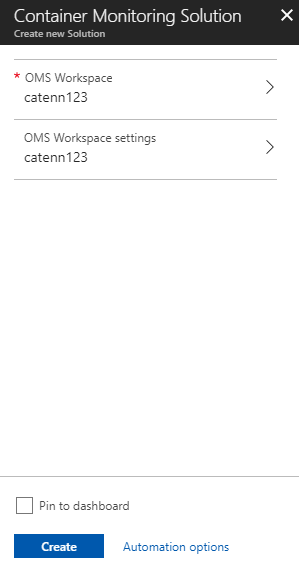 Container Monitoring Solution
Create new Solution
* OMS Workspace
catenn123
OMS Workspace settings
catenn123
Pin to dashboard
Create
Automation options